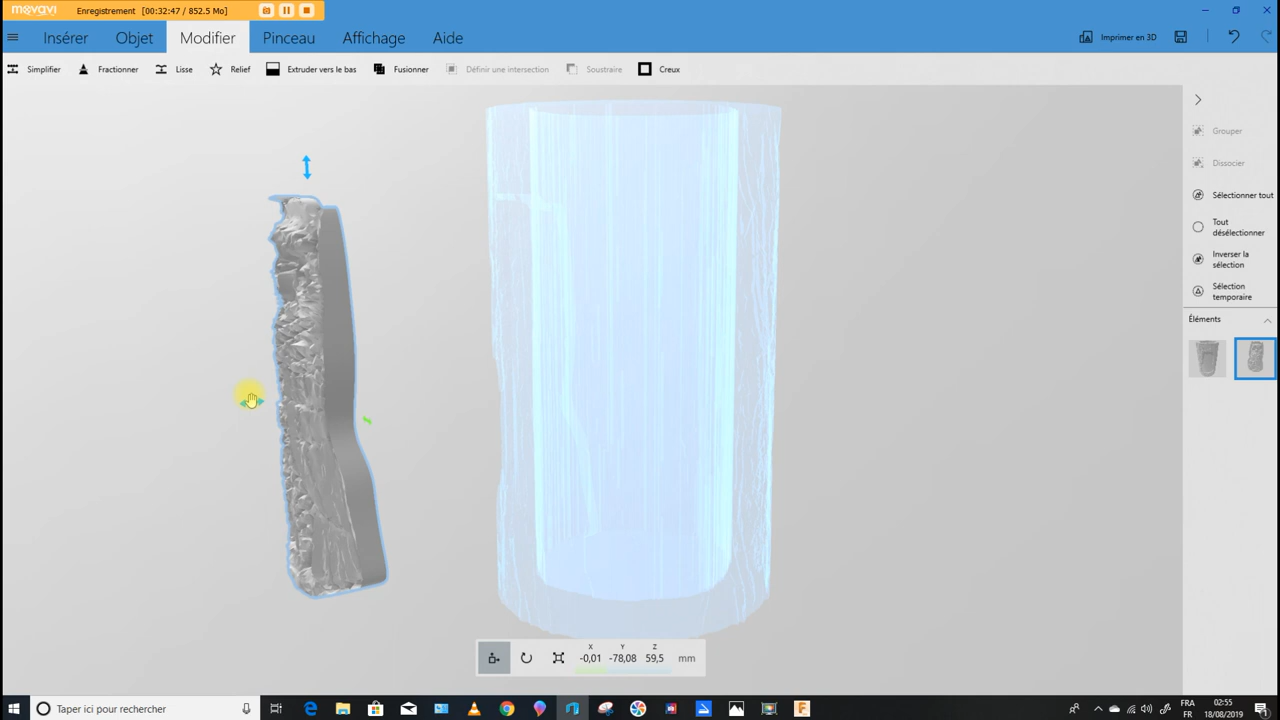 movavi
Enregistrement [00:32:47 / 852.5 Mo]
Insérer Objet Modifier Pinceau Affichage Aide
Imprimer en 3D
Simplifier Fractionner Lisse Relief Extruder vers le bas Fusionner Définir une intersection Soustraire Creux
Grouper
Dissocier
Sélectionner tout
Tout
désélectionner
Inverser la
sélection
Sélection
temporaire
Éléments
X Y Z
-0,01 -78,08 59,5 mm
Taper ici pour rechercher
FRA
FR
02:55
18/08/2019
1